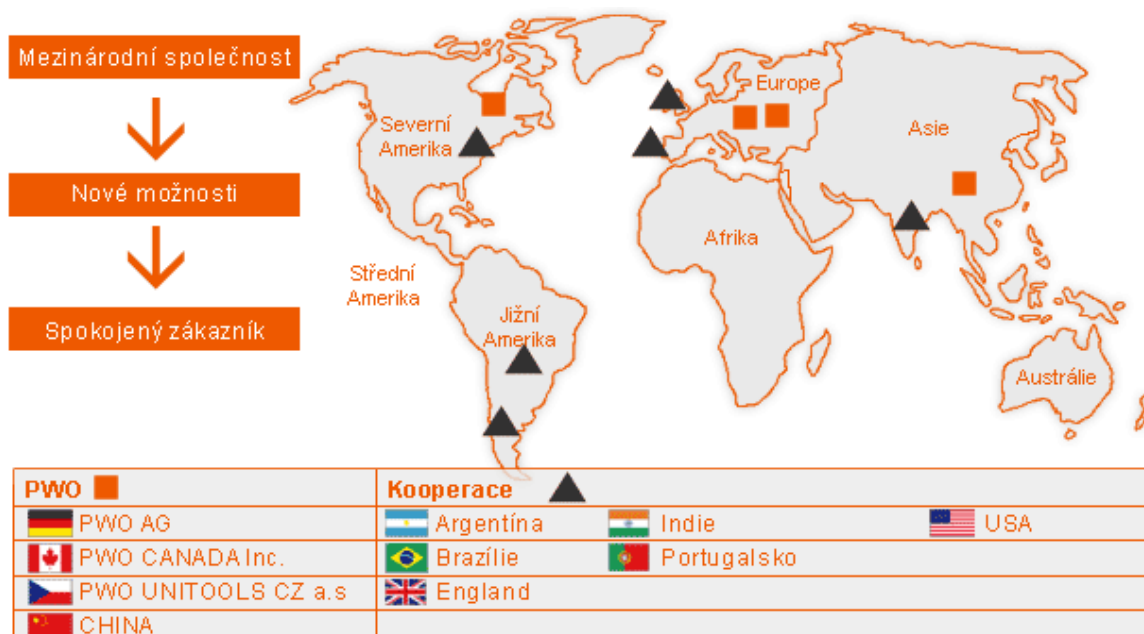 Mezinárodní společnost
Nové možnosti
Spokojený zákazník
Severní
Amerika
Střední
Amerika
Jižní
Amerika
Europe
Asie
Afrika
Austrálie
PWO
Kooperace
PWO AG
Argentína
Indie
USA
PWO CANADA Inc.
Brazílie
Portugalsko
PWO UNITOOLS CZ a.s
England
CHINA